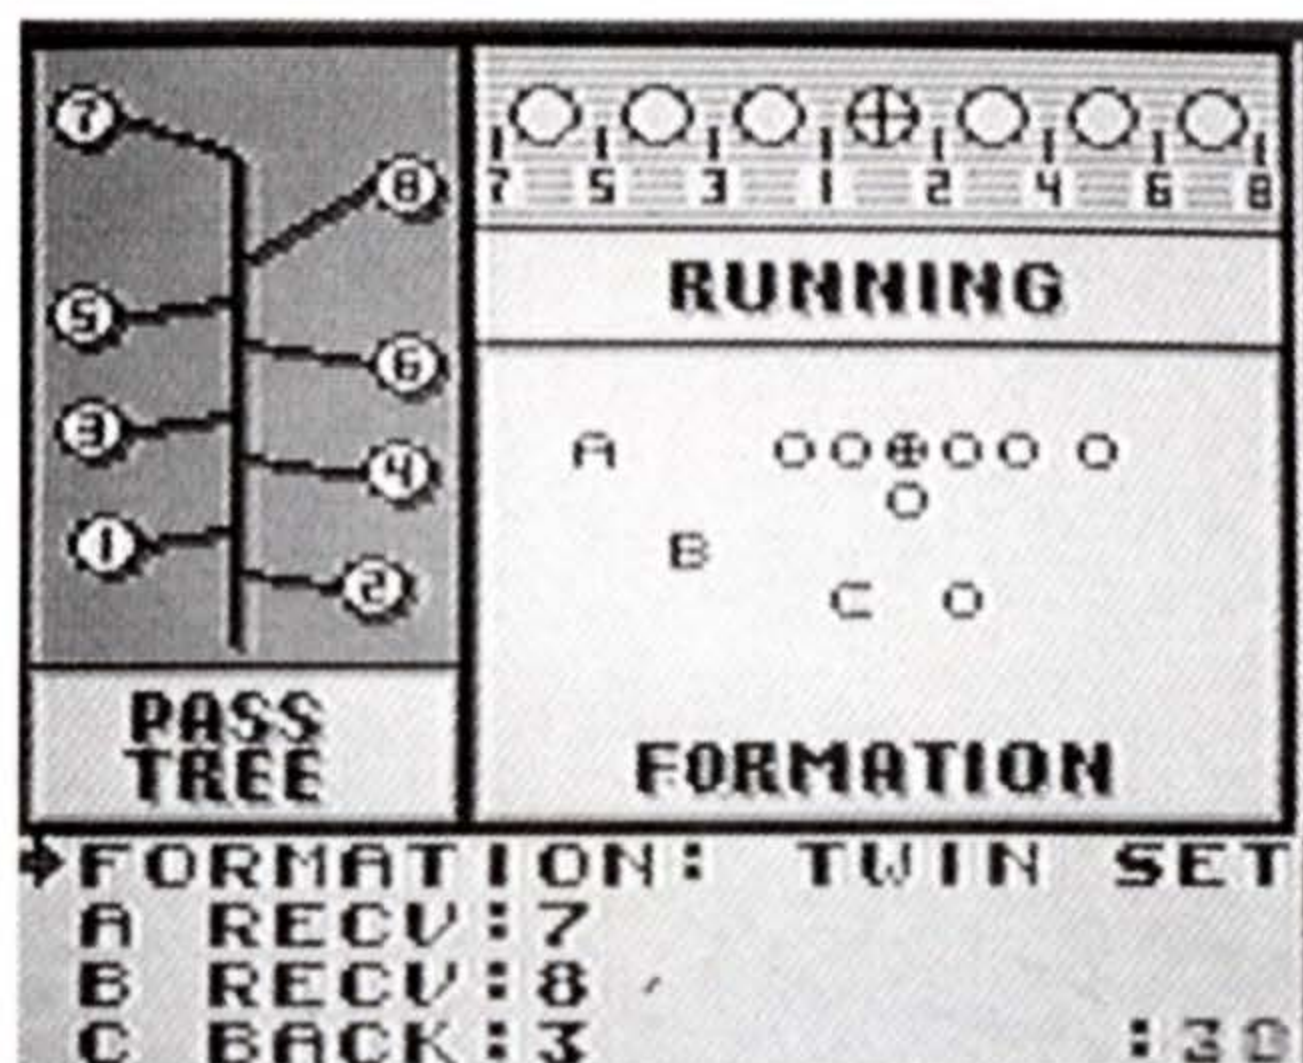 7
8
5
6
3
4
1
2
PASS
TREE
7 5 3 1 2 4 6 8
RUNNING
A
B
C
FORMATION
FORMATION: TWIN SET
A RECV:7
B RECV:8
C BACK:3 :30